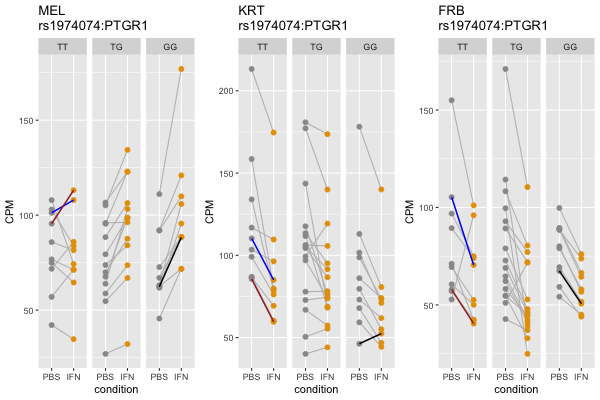 MEL
rs1974074:PTGR1
TT TG GG
CPM
150
100
50
PBS IFN PBS IFN PBS IFN
condition
KRT
rs1974074:PTGR1
TT TG GG
CPM
200
150
100
50
PBS IFN PBS IFN PBS IFN
condition
FRB
rs1974074:PTGR1
TT TG GG
CPM
150
100
50
PBS IFN PBS IFN PBS IFN
condition